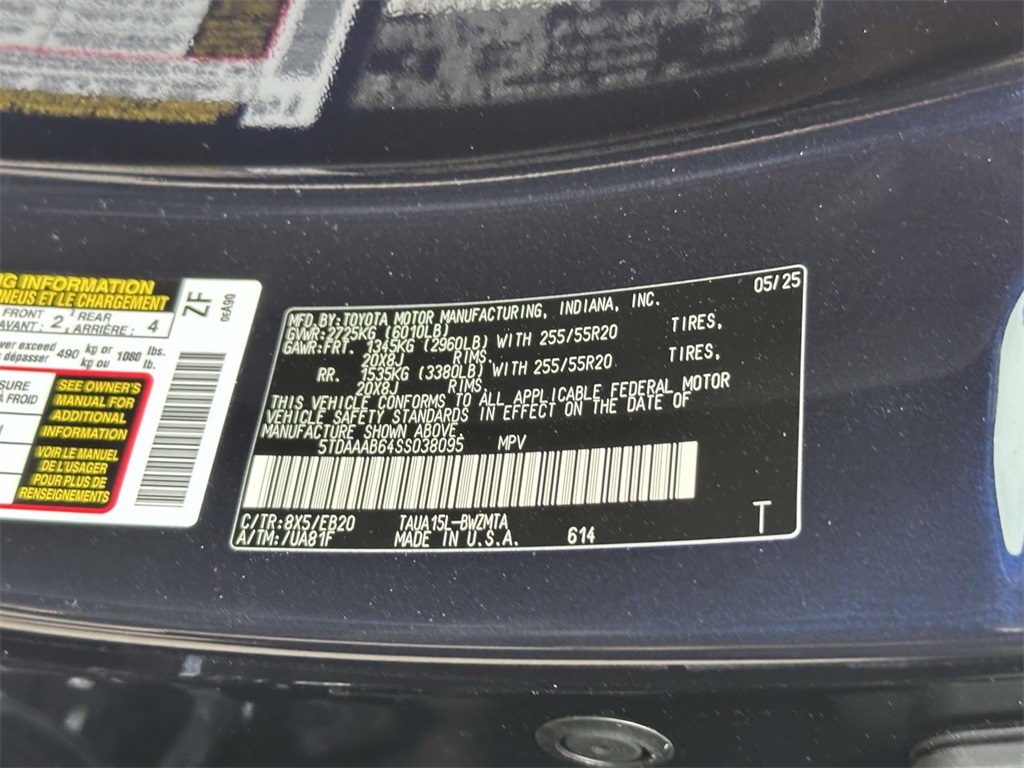 NG INFORMATION
PNEUS ET LE CHARGEMENT
FRONT
AVANT : 2
REAR
ARRIÈRE : 4
ver exceed
dépasser 490 kg or
kg ou 1080 lbs.
lb.
SURE
À FROID
SEE OWNER'S
MANUAL FOR
ADDITIONAL
INFORMATION
VOIR LE MANUEL
DE L'USAGER
POUR PLUS DE
RENSEIGNEMENTS
ZF
06A90
05/25
MFD.BY:TOYOTA MOTOR MANUFACTURING, INDIANA, INC.
GVWR:2725KG (6010LB)
GAWR:FRT. 1345KG (2960LB) WITH 255/55R20 TIRES,
20X8J RIMS
RR. 1535KG (3380LB) WITH 255/55R20 TIRES,
20X8J RIMS
THIS VEHICLE CONFORMS TO ALL APPLICABLE FEDERAL MOTOR
VEHICLE SAFETY STANDARDS IN EFFECT ON THE DATE OF
MANUFACTURE SHOWN ABOVE.
5TDAAAB64SS038095 MPV
C/TR:8X5/EB20 TAUA15L-BWZMTA
A/TM:/UA81F MADE IN U.S.A. 614
T